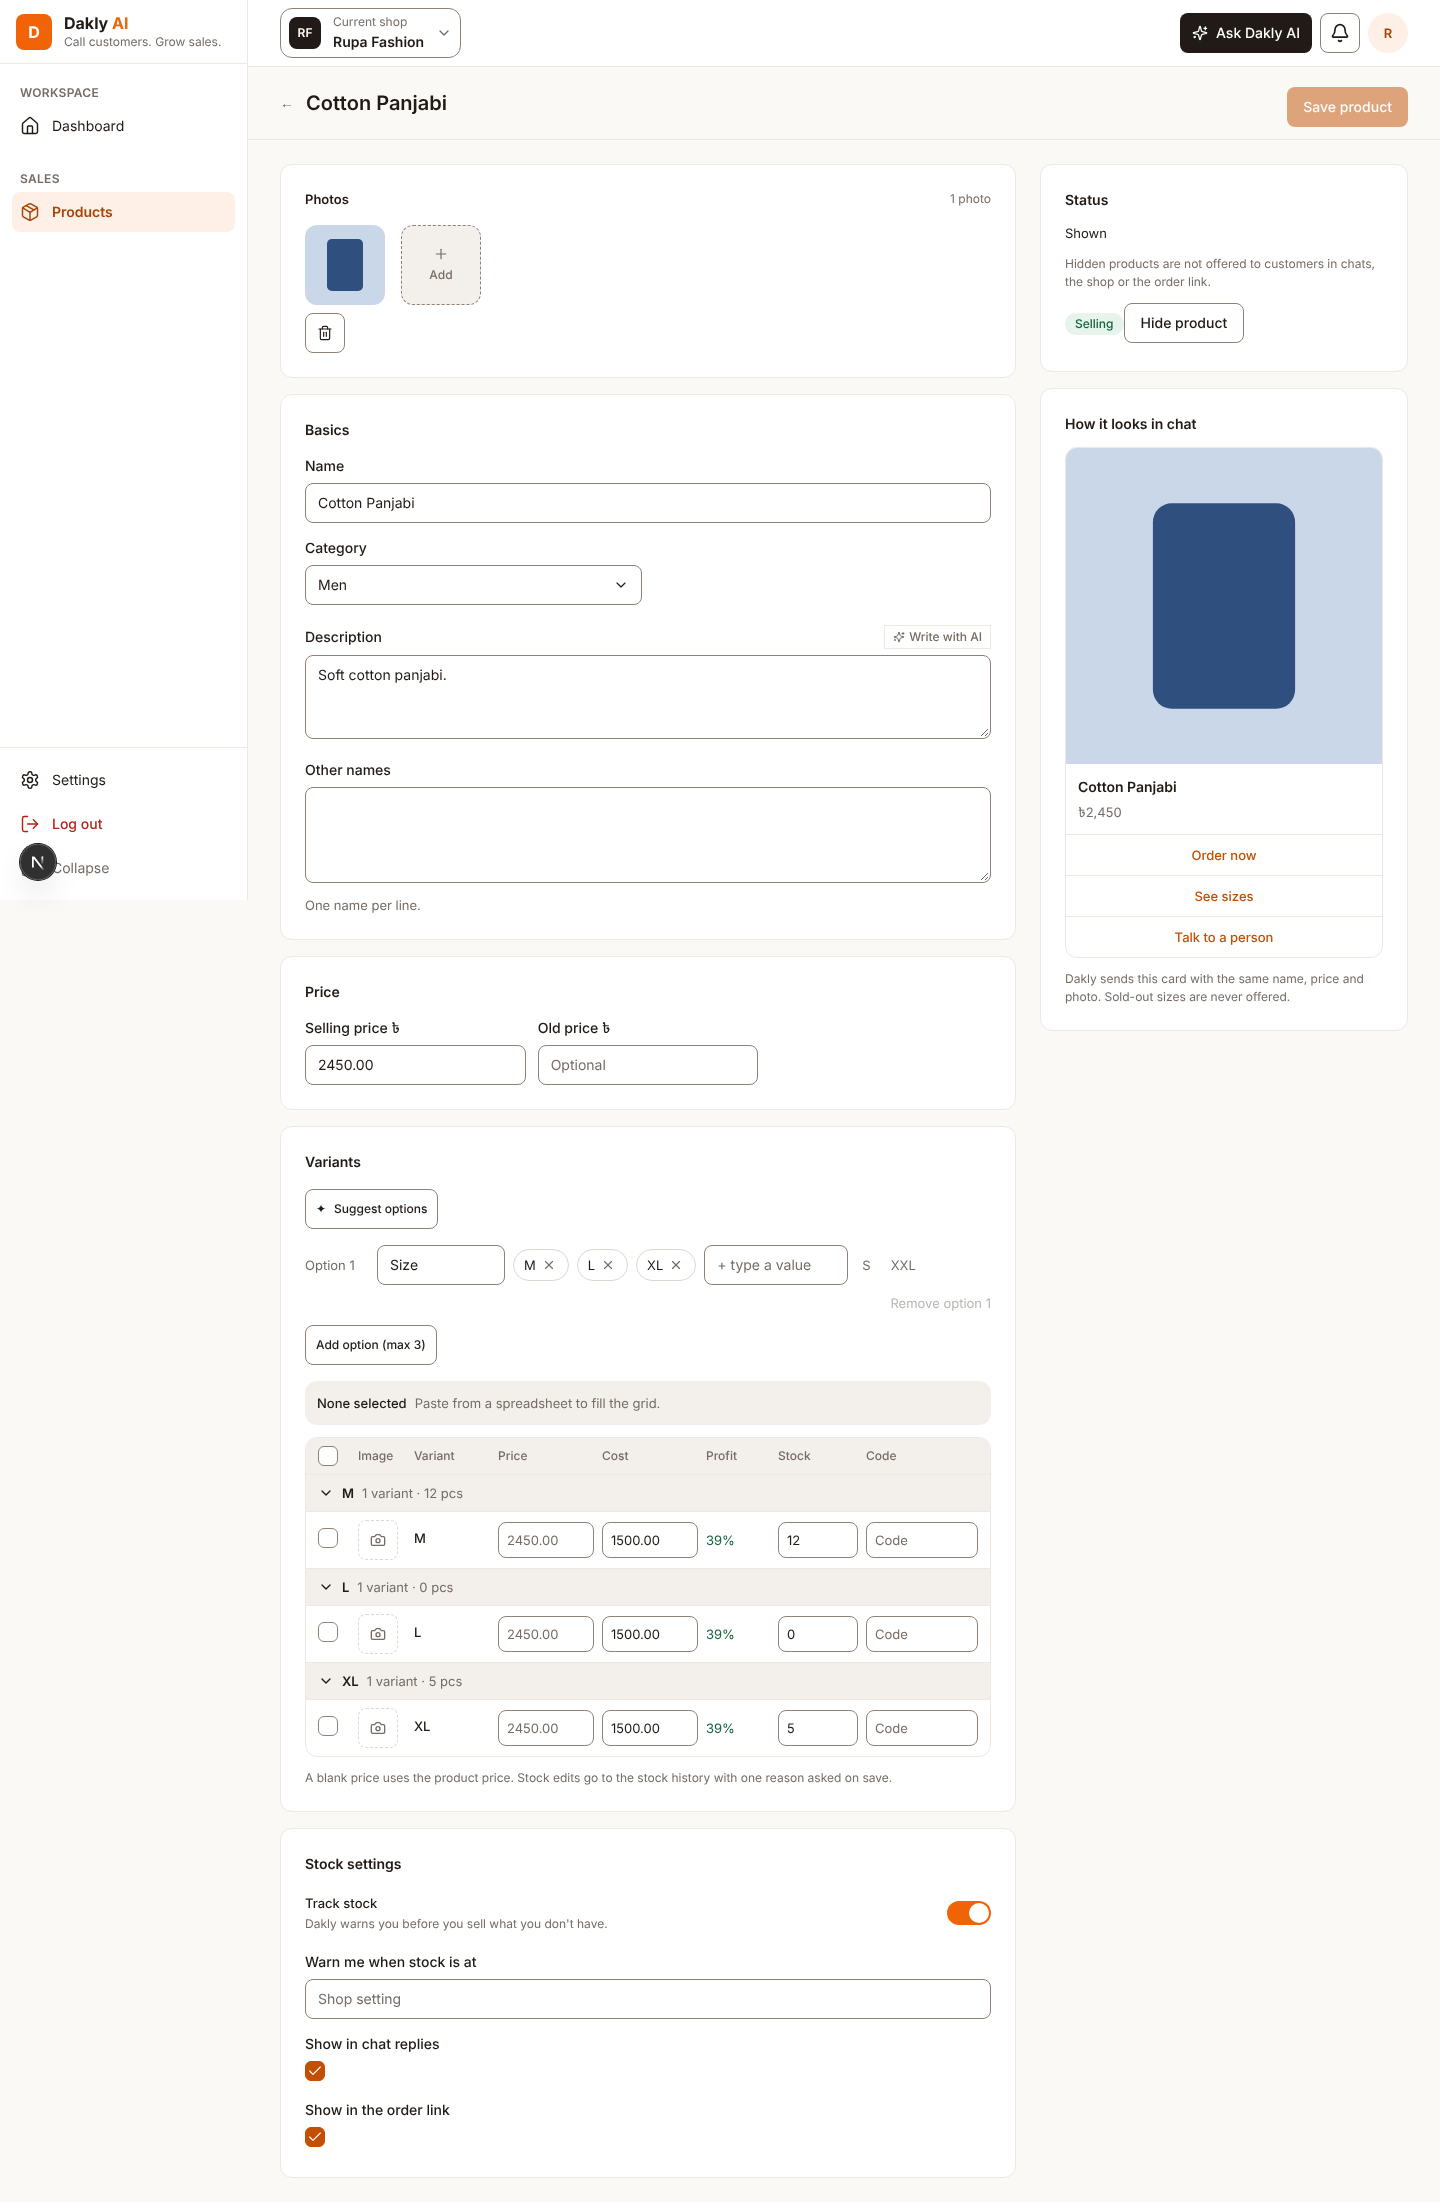 D
Dakly AI
Call customers. Grow sales.
WORKSPACE
Dashboard
SALES
Products
Settings
Log out
N
Collapse
RF
Current shop
Rupa Fashion
Ask Dakly AI
R
← Cotton Panjabi
Save product
Photos
1 photo
+
Add
Basics
Name
Cotton Panjabi
Category
Men
Description
Write with AI
Soft cotton panjabi.
Other names
One name per line.
Price
Selling price ৳
Old price ৳
2450.00
Optional
Variants
Suggest options
Option 1
Size
M
L
XL
+ type a value
S
XXL
Remove option 1
Add option (max 3)
None selected Paste from a spreadsheet to fill the grid.
Image Variant Price Cost Profit Stock Code
M 1 variant · 12 pcs
M 2450.00 1500.00 39% 12 Code
L 1 variant · 0 pcs
L 2450.00 1500.00 39% 0 Code
XL 1 variant · 5 pcs
XL 2450.00 1500.00 39% 5 Code
A blank price uses the product price. Stock edits go to the stock history with one reason asked on save.
Stock settings
Track stock
Dakly warns you before you sell what you don't have.
Warn me when stock is at
Shop setting
Show in chat replies
Show in the order link
Status
Shown
Hidden products are not offered to customers in chats,
the shop or the order link.
Selling
Hide product
How it looks in chat
Cotton Panjabi
৳2,450
Order now
See sizes
Talk to a person
Dakly sends this card with the same name, price and
photo. Sold-out sizes are never offered.